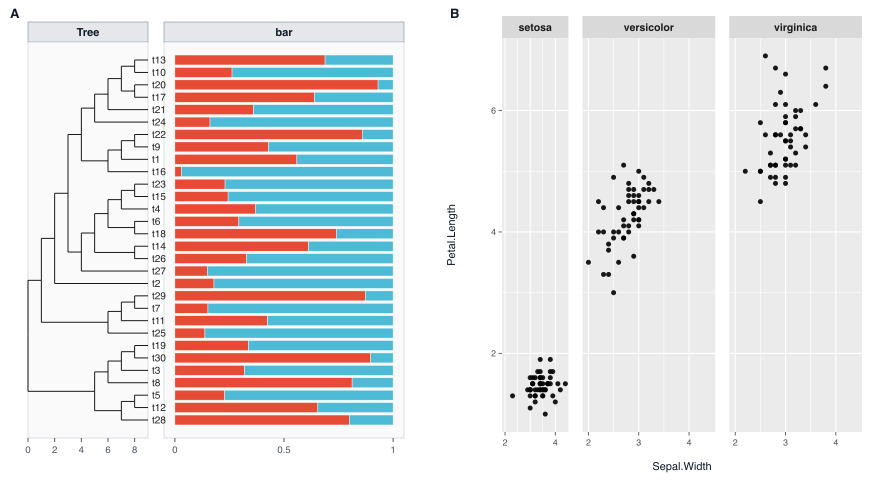 A
Tree
bar
t13
t10
t20
t17
t21
t24
t22
t9
t1
t16
t23
t15
t4
t6
t18
t14
t26
t27
t2
t29
t7
t11
t25
t19
t30
t3
t8
t5
t12
t28
0 2 4 6 8
0 0.5 1
B
setosa
versicolor
virginica
Petal.Length
6
4
2
2 4
2 3 4
2 3 4
Sepal.Width